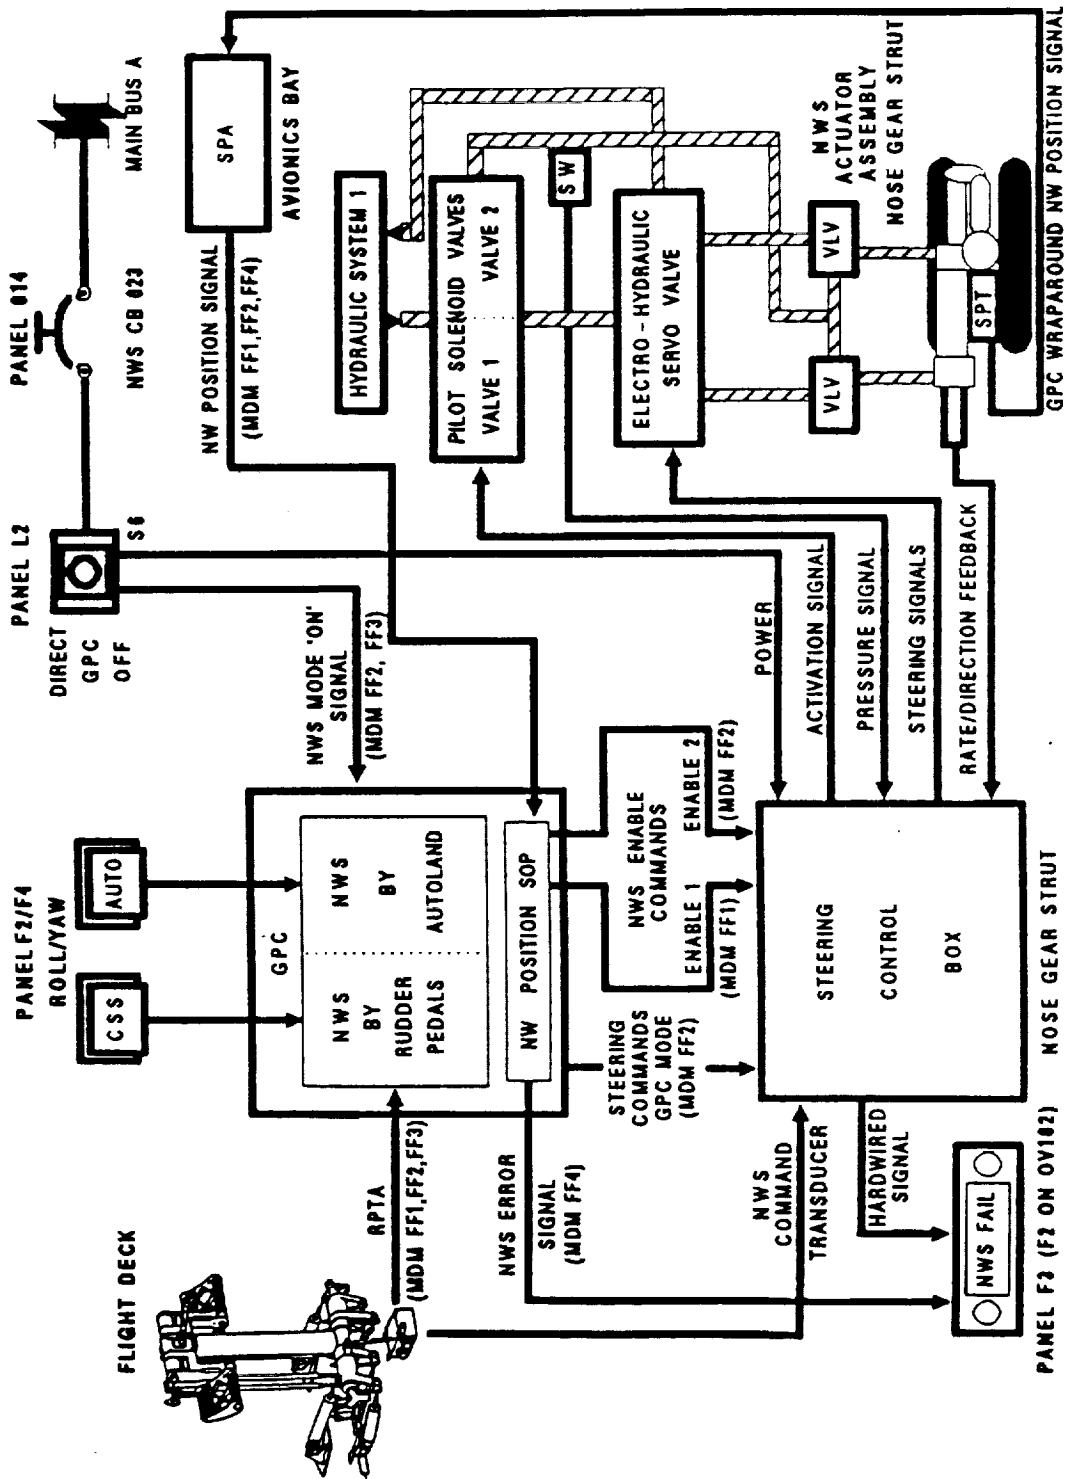 FLIGHT DECK
PANEL F2/F4
ROLL/YAW
CSS
AUTO
PANEL L2
DIRECT
GPC
OFF
S6
PANEL 014
NWS CB 023
MAIN BUS A
SPA
AVIONICS BAY
NW POSITION SIGNAL
(MDM FF1,FF2,FF4)
NWS MODE 'ON'
SIGNAL
(MDM FF2, FF3)
RPTA
(MDM FF1,FF2,FF3)
GPC
NWS
BY
RUDDER
PEDALS
NWS
BY
AUTOLAND
NW POSITION SOP
HYDRAULIC SYSTEM 1
PILOT SOLENOID VALVES
VALVE 1
VALVE 2
SW
ELECTRO-HYDRAULIC
SERVO VALVE
VLV
VLV
NWS
ACTUATOR
ASSEMBLY
NOSE GEAR STRUT
SPT
GPC WRAPAROUND NW POSITION SIGNAL
NWS ERROR
SIGNAL
(MDM FF4)
STEERING
COMMANDS
GPC MODE
(MDM FF2)
NWS ENABLE
COMMANDS
ENABLE 1
(MDM FF1)
ENABLE 2
(MDM FF2)
POWER
ACTIVATION SIGNAL
PRESSURE SIGNAL
STEERING SIGNALS
RATE/DIRECTION FEEDBACK
NWS
COMMAND
TRANSDUCER
HARDWIRED
SIGNAL
STEERING
CONTROL
BOX
NOSE GEAR STRUT
NWS FAIL
PANEL F3 (F2 ON OV102)